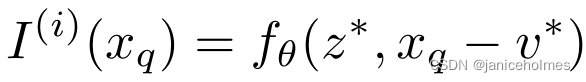 I^{(i)}(x_q) = f_θ(z^*, x_q − v^*)
CSDN @janiceholmes